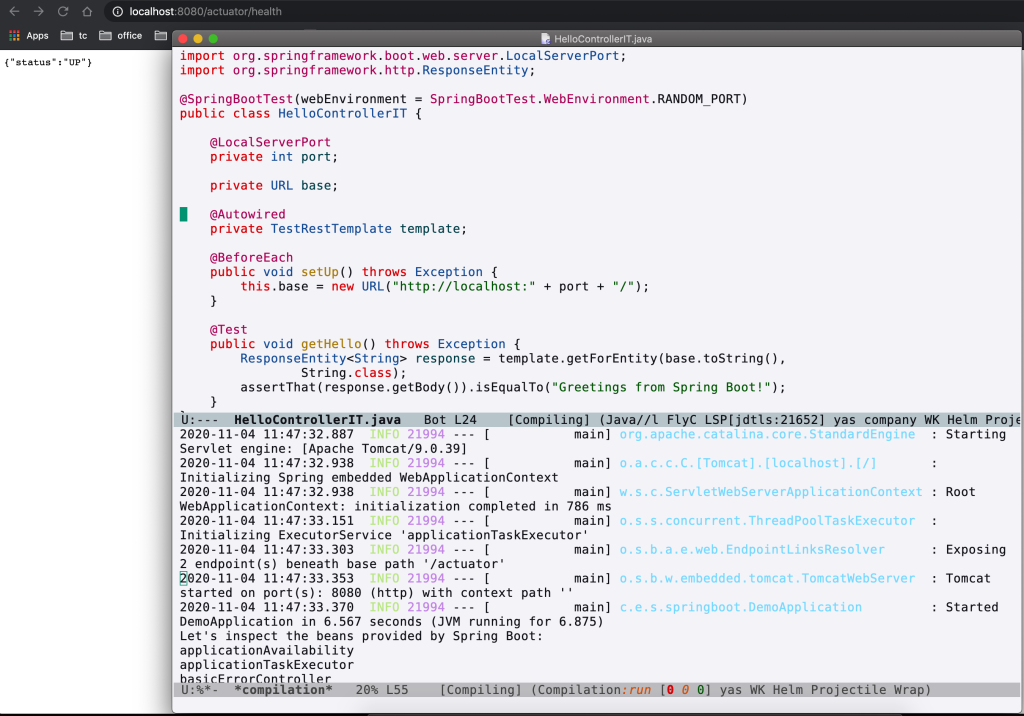 localhost:8080/actuator/health
Apps tc office
{"status":"UP"}
HelloControllerIT.java
import org.springframework.boot.web.server.LocalServerPort;
import org.springframework.http.ResponseEntity;
@SpringBootTest(webEnvironment = SpringBootTest.WebEnvironment.RANDOM_PORT)
public class HelloControllerIT {
@LocalServerPort
private int port;
private URL base;
@Autowired
private TestRestTemplate template;
@BeforeEach
public void setUp() throws Exception {
this.base = new URL("http://localhost:" + port + "/");
}
@Test
public void getHello() throws Exception {
ResponseEntity<String> response = template.getForEntity(base.toString(),
String.class);
assertThat(response.getBody()).isEqualTo("Greetings from Spring Boot!");
}
U:--- HelloControllerIT.java Bot L24 [Compiling] (Java//l FlyC LSP[jdtls:21652] yas company WK Helm Proje
2020-11-04 11:47:32.887 INFO 21994 --- [ main] org.apache.catalina.core.StandardEngine : Starting
Servlet engine: [Apache Tomcat/9.0.39]
2020-11-04 11:47:32.938 INFO 21994 --- [ main] o.a.c.c.C.[Tomcat].[localhost].[/] :
Initializing Spring embedded WebApplicationContext
2020-11-04 11:47:32.938 INFO 21994 --- [ main] w.s.c.ServletWebServerApplicationContext : Root
WebApplicationContext: initialization completed in 786 ms
2020-11-04 11:47:33.151 INFO 21994 --- [ main] o.s.s.concurrent.ThreadPoolTaskExecutor :
Initializing ExecutorService 'applicationTaskExecutor'
2020-11-04 11:47:33.303 INFO 21994 --- [ main] o.s.b.a.e.web.EndpointLinksResolver : Exposing
2 endpoint(s) beneath base path '/actuator'
2020-11-04 11:47:33.353 INFO 21994 --- [ main] o.s.b.w.embedded.tomcat.TomcatWebServer : Tomcat
started on port(s): 8080 (http) with context path ''
2020-11-04 11:47:33.370 INFO 21994 --- [ main] c.e.s.springboot.DemoApplication : Started
DemoApplication in 6.567 seconds (JVM running for 6.875)
Let's inspect the beans provided by Spring Boot:
applicationAvailability
applicationTaskExecutor
basicErrorController
U:%*- *compilation* 20% L55 [Compiling] (Compilation:run [0 0 0] yas WK Helm Projectile Wrap)